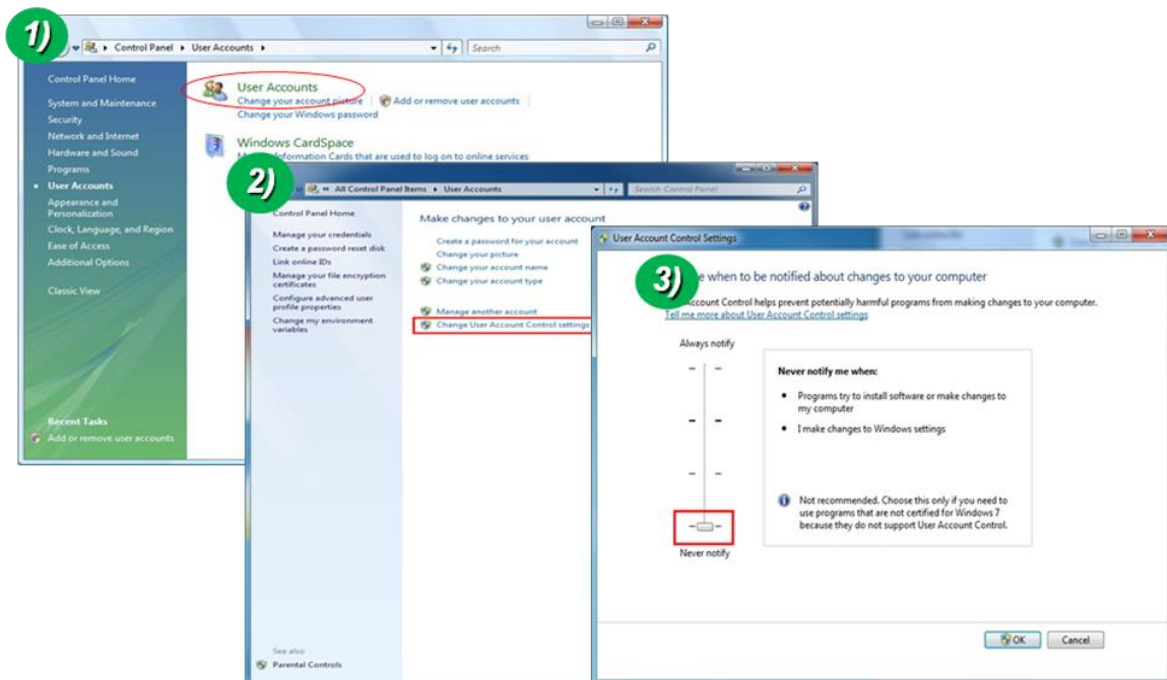 1)
Control Panel ▸ User Accounts ▸
Search
Control Panel Home
System and Maintenance
Security
Network and Internet
Hardware and Sound
Programs
User Accounts
Appearance and
Personalization
Clock, Language, and Region
Ease of Access
Additional Options
Classic View
Recent Tasks
Add or remove user accounts
User Accounts
Change your account picture
Add or remove user accounts
Change your Windows password
Windows CardSpace
Information Cards that are used to log on to online services
2)
All Control Panel Items ▸ User Accounts
Search Control Panel
Control Panel Home
Manage your credentials
Create a password reset disk
Link online IDs
Manage your file encryption
certificates
Configure advanced user
profile properties
Change my environment
variables
See also
Parental Controls
Make changes to your user account
Create a password for your account
Change your picture
Change your account name
Change your account type
Manage another account
Change User Account Control settings
3)
User Account Control Settings
when to be notified about changes to your computer
Account Control helps prevent potentially harmful programs from making changes to your computer.
Tell me more about User Account Control settings
Always notify
Never notify
Never notify me when:
• Programs try to install software or make changes to
my computer
• I make changes to Windows settings
Not recommended. Choose this only if you need to
use programs that are not certified for Windows 7
because they do not support User Account Control.
OK
Cancel